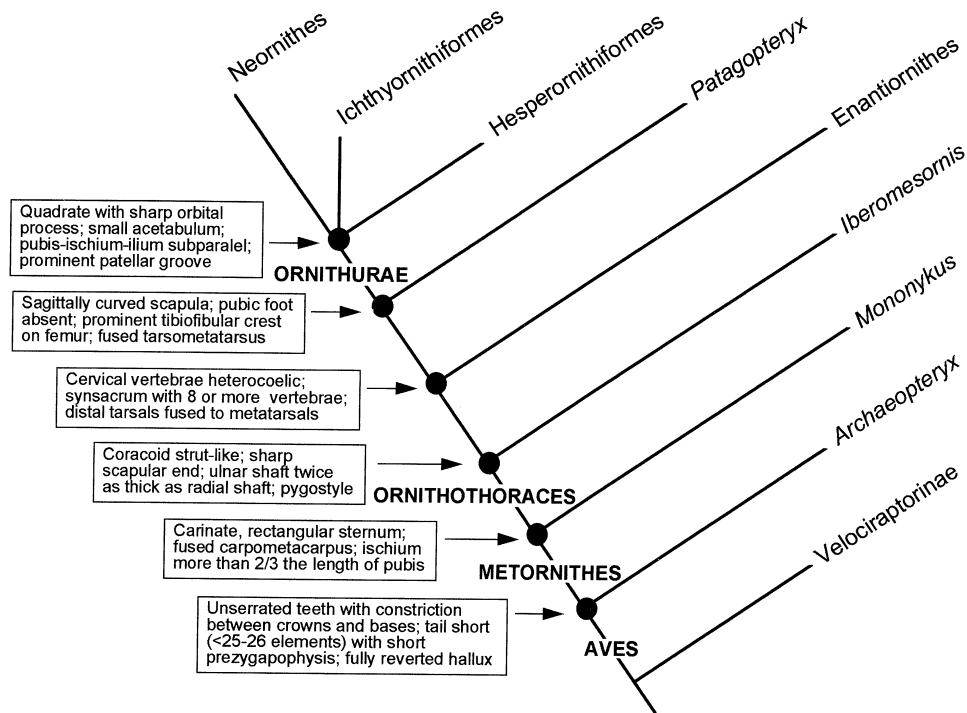 Neornithes
Ichthyornithiformes
Hesperornithiformes
Patagopteryx
Enantiornithes
Iberomesornis
Mononykus
Archaeopteryx
Velociraptorinae
Quadrate with sharp orbital
process; small acetabulum;
pubis-ischium-ilium subparalel;
prominent patellar groove
ORNITHURAE
Sagittally curved scapula; pubic foot
absent; prominent tibiofibular crest
on femur; fused tarsometatarsus
Cervical vertebrae heterocoelic;
synsacrum with 8 or more vertebrae;
distal tarsals fused to metatarsals
Coracoid strut-like; sharp
scapular end; ulnar shaft twice
as thick as radial shaft; pygostyle
ORNITHOTHORACES
Carinate, rectangular sternum;
fused carpometacarpus; ischium
more than 2/3 the length of pubis
METORNITHES
Unserrated teeth with constriction
between crowns and bases; tail short
(<25-26 elements) with short
prezygapophysis; fully reverted hallux
AVES